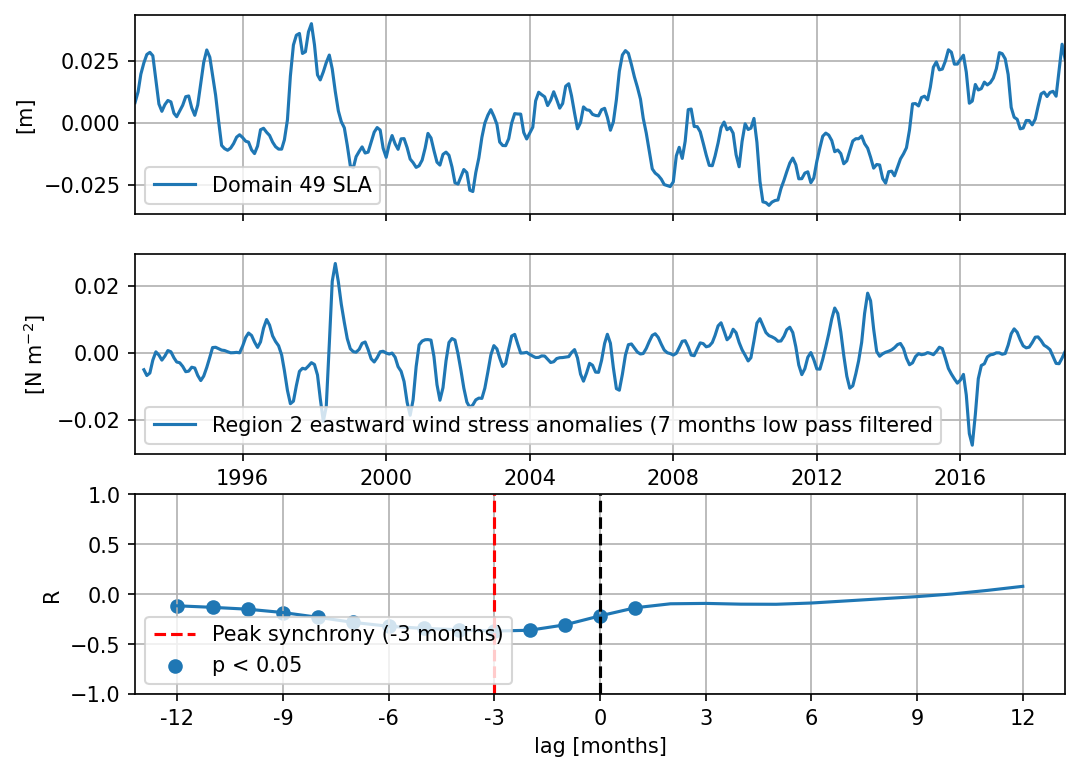 0.025
0.000
−0.025
[m]
Domain 49 SLA
0.02
0.00
−0.02
[N m⁻²]
Region 2 eastward wind stress anomalies (7 months low pass filtered
1996 2000 2004 2008 2012 2016
1.0
0.5
0.0
−0.5
−1.0
R
Peak synchrony (-3 months)
p < 0.05
-12 -9 -6 -3 0 3 6 9 12
lag [months]